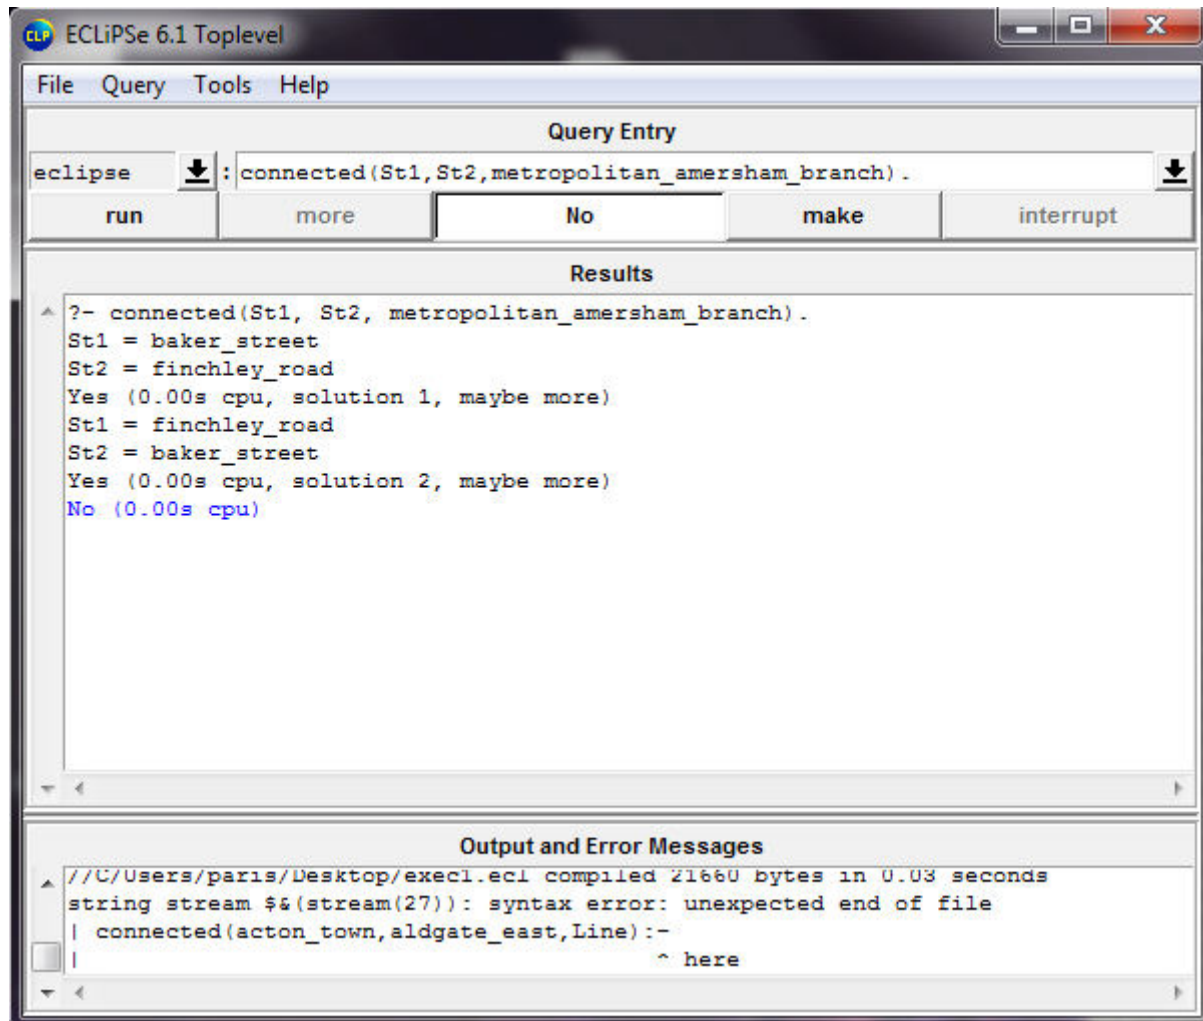 CLP ECLiPSe 6.1 Toplevel
File Query Tools Help
Query Entry
eclipse : connected(St1,St2,metropolitan_amersham_branch).
run more No make interrupt
Results
?- connected(St1, St2, metropolitan_amersham_branch).
St1 = baker_street
St2 = finchley_road
Yes (0.00s cpu, solution 1, maybe more)
St1 = finchley_road
St2 = baker_street
Yes (0.00s cpu, solution 2, maybe more)
No (0.00s cpu)
Output and Error Messages
//C/Users/paris/Desktop/exec1.ecl compiled 21660 bytes in 0.03 seconds
string stream $&(stream(27)): syntax error: unexpected end of file
| connected(acton_town,aldgate_east,Line):-
| ^ here